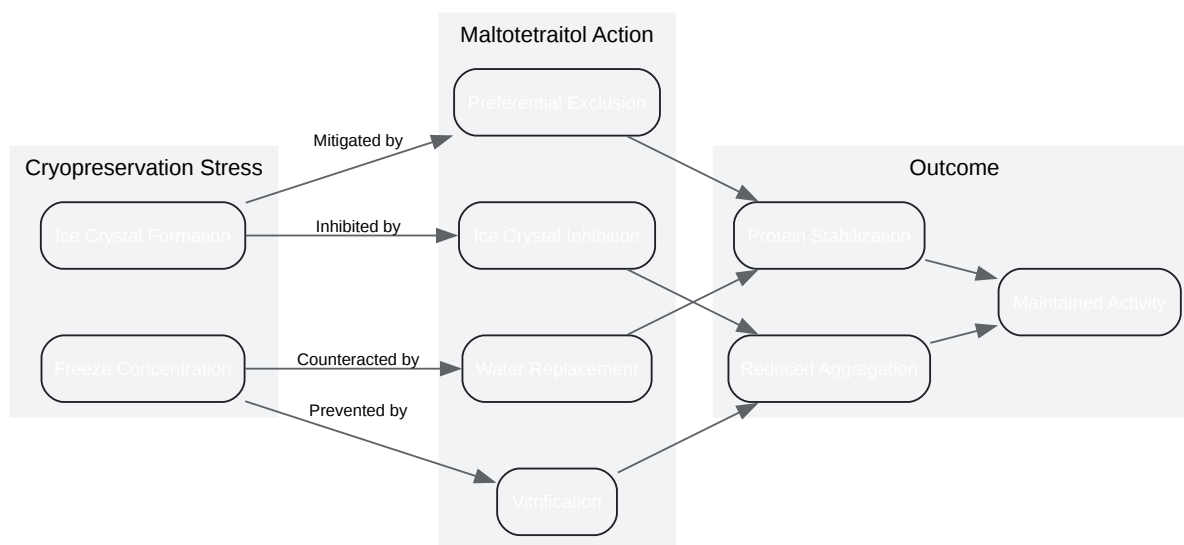 Maltotetraitol Action
Preferential Exclusion
Mitigated by
Cryopreservation Stress
Outcome
Ice Crystal Formation
Inhibited by
Ice Crystal Inhibition
Protein Stabilization
Maintained Activity
Freeze Concentration
Counteracted by
Water Replacement
Reduced Aggregation
Prevented by
Vitrification